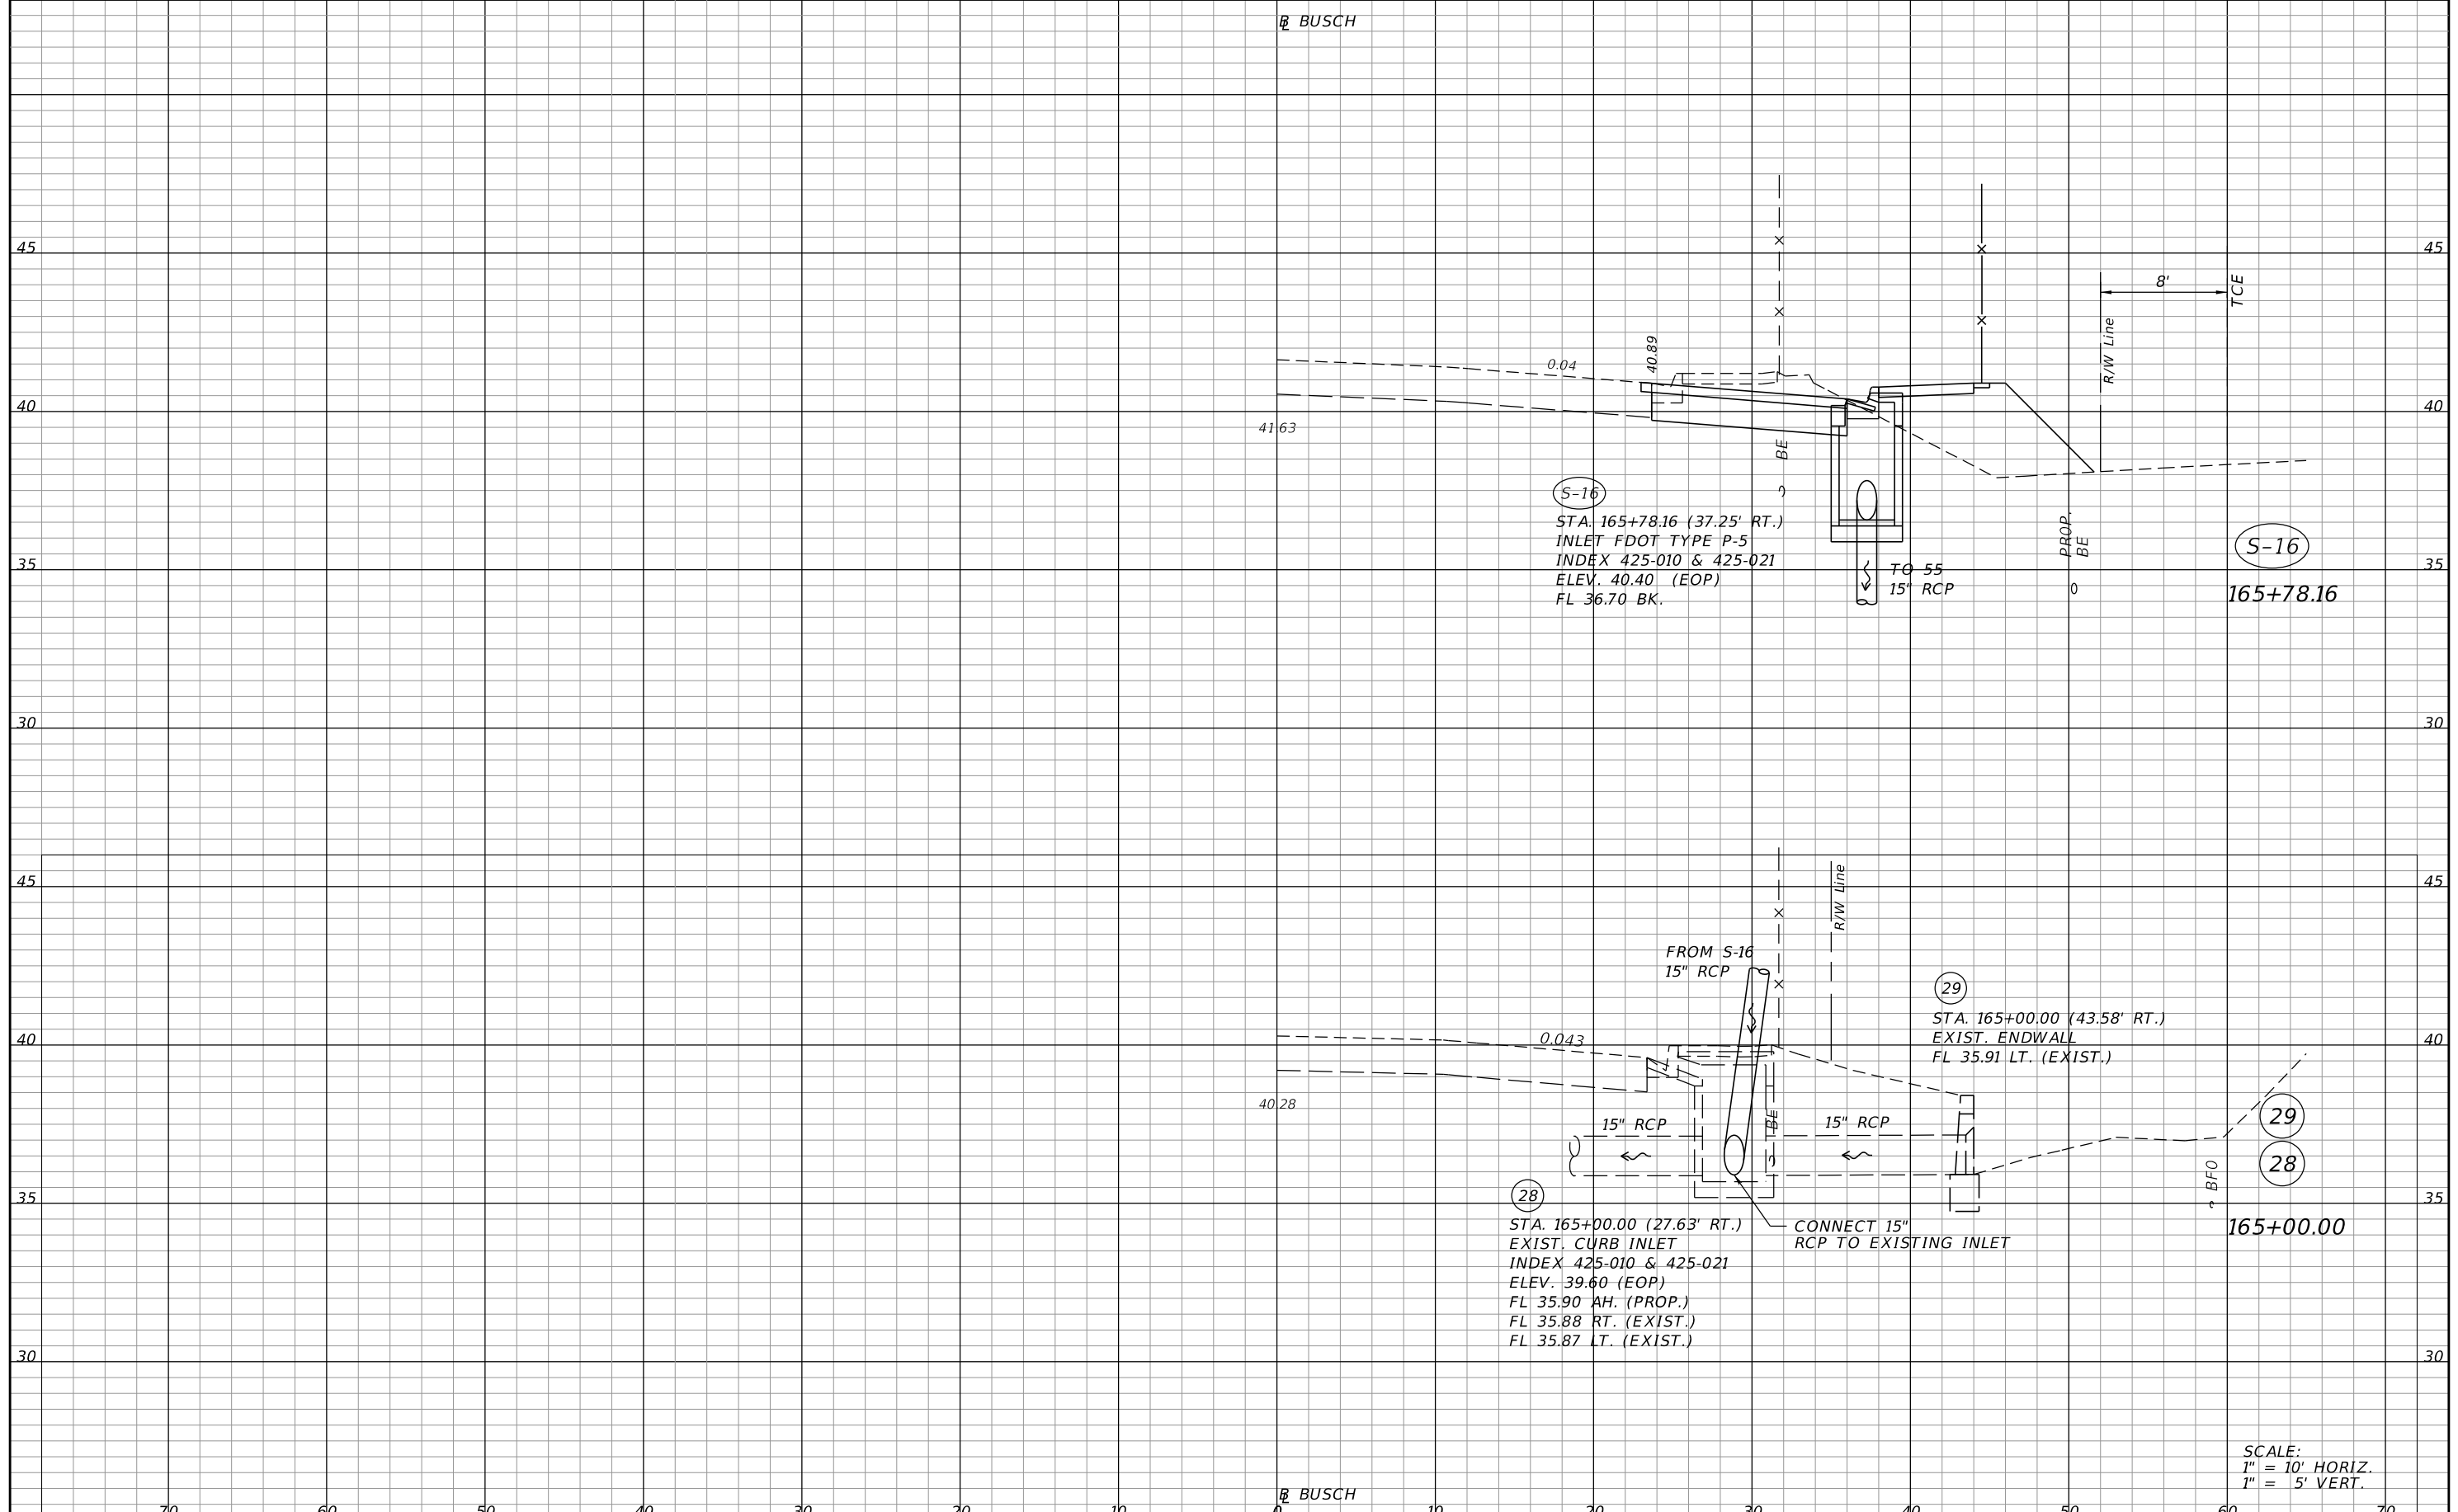 BL BUSCH
45
45
8'
TCE
R/W Line
40.89
0.04
40
40
41.63
BE
S-16
STA. 165+78.16 (37.25' RT.)
INLET FDOT TYPE P-5
INDEX 425-010 & 425-021
ELEV. 40.40 (EOP)
FL 36.70 BK.
PROP.
BE
S-16
35
35
TO 55
15" RCP
165+78.16
30
30
45
45
R/W Line
FROM S-16
15" RCP
29
STA. 165+00.00 (43.58' RT.)
EXIST. ENDWALL
FL 35.91 LT. (EXIST.)
0.043
40
40
40.28
15" RCP
BE
15" RCP
29
28
BFO
35
35
28
STA. 165+00.00 (27.63' RT.)
EXIST. CURB INLET
INDEX 425-010 & 425-021
ELEV. 39.60 (EOP)
FL 35.90 AH. (PROP.)
FL 35.88 RT. (EXIST.)
FL 35.87 LT. (EXIST.)
CONNECT 15"
RCP TO EXISTING INLET
165+00.00
30
30
SCALE:
1" = 10' HORIZ.
1" = 5' VERT.
BL BUSCH
70 60 50 40 30 20 10 0 10 20 30 40 50 60 70